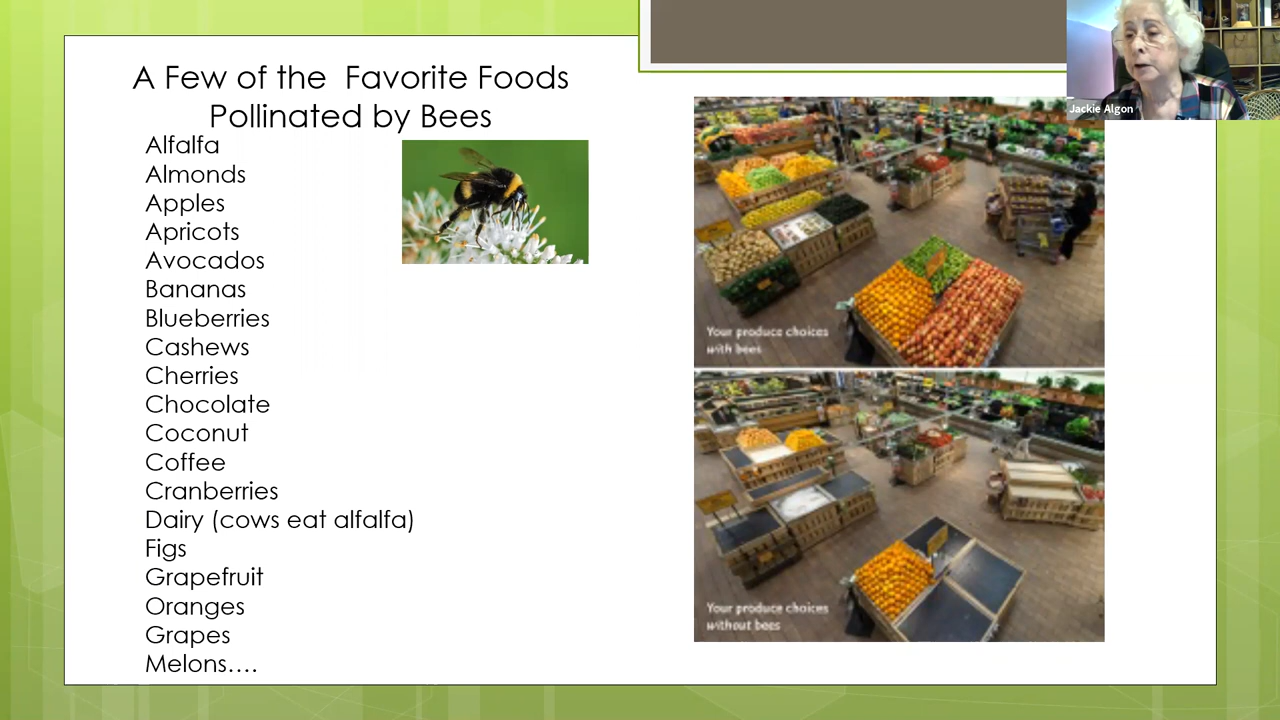 A Few of the Favorite Foods
Pollinated by Bees
Alfalfa
Almonds
Apples
Apricots
Avocados
Bananas
Blueberries
Cashews
Cherries
Chocolate
Coconut
Coffee
Cranberries
Dairy (cows eat alfalfa)
Figs
Grapefruit
Oranges
Grapes
Melons....
Your produce choices
with bees
Your produce choices
without bees
Jackie Algon